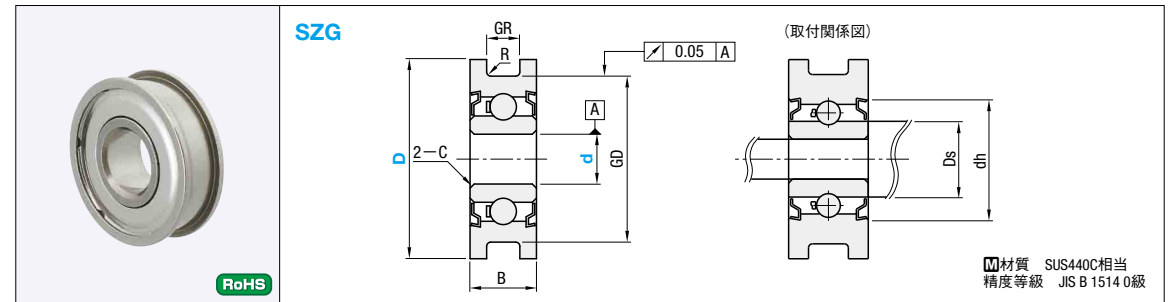 RoHS
SZG
GR
R
0.05 A
A
D
2-C
d
GD
B
(取付関係図)
Ds
dh
M材質 SUS440C相当
精度等級 JIS B 1514 0級